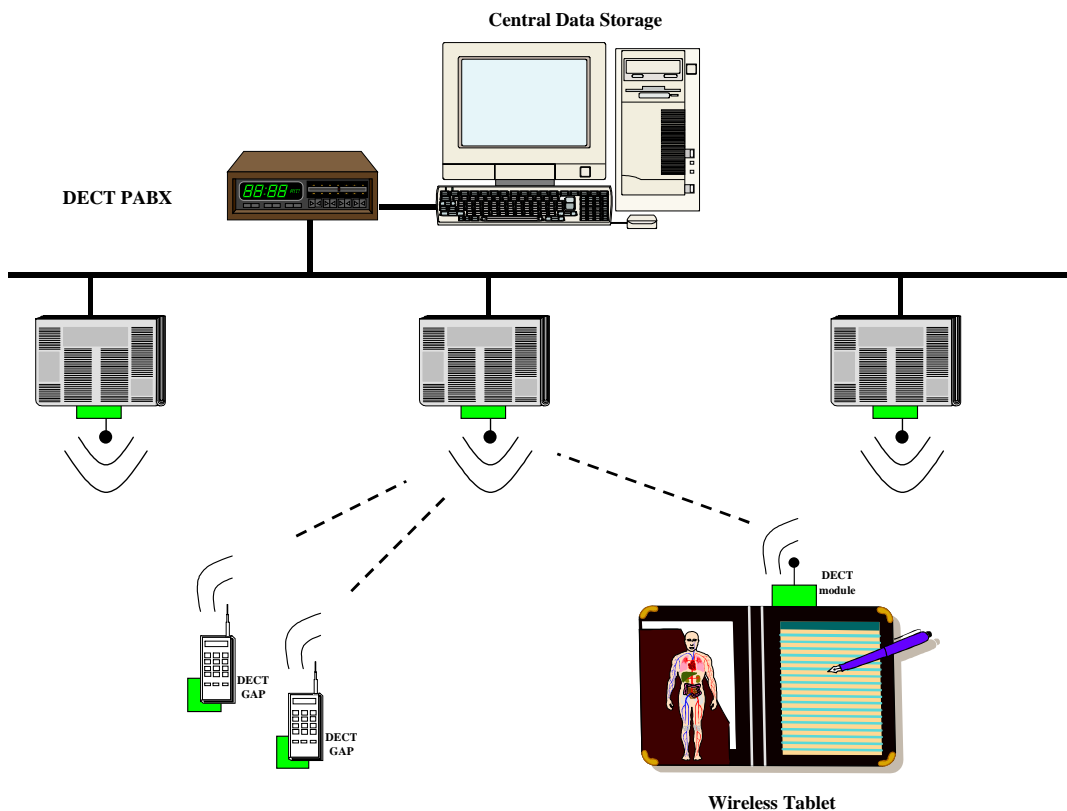 Central Data Storage
DECT PABX
88:88
DECT
module
DECT
GAP
DECT
GAP
Wireless Tablet